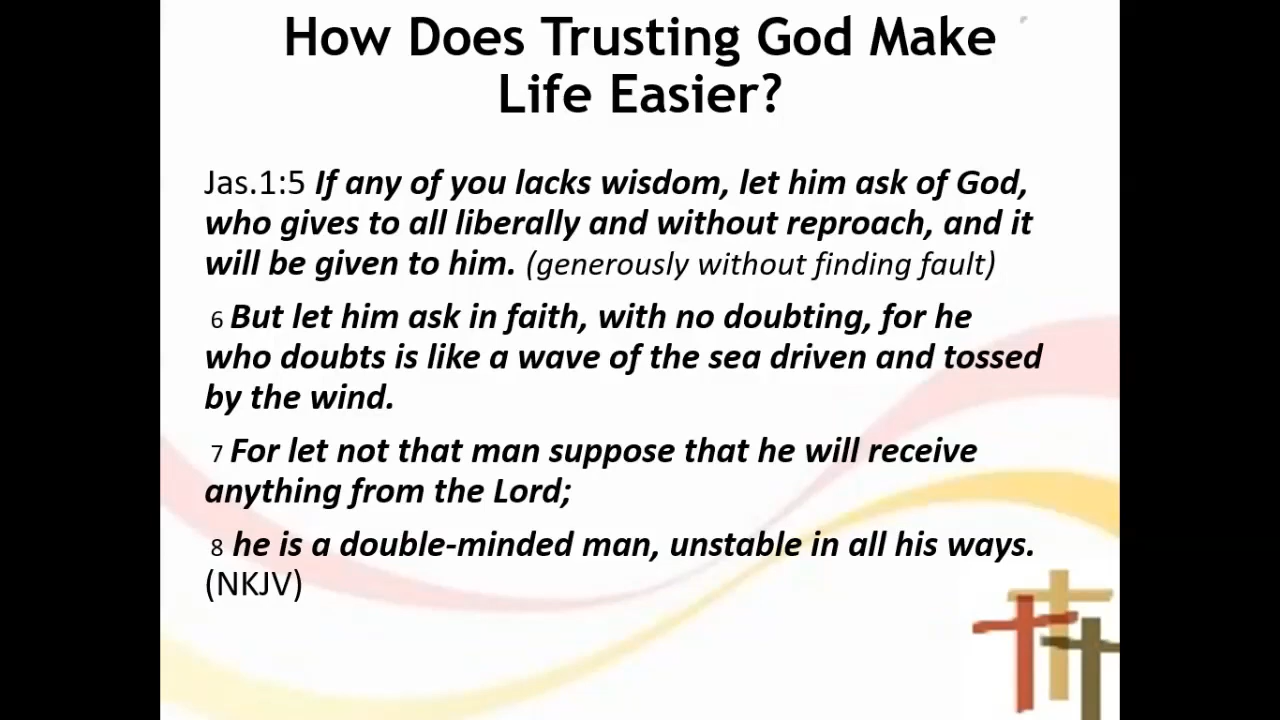 How Does Trusting God Make
Life Easier?
Jas.1:5 If any of you lacks wisdom, let him ask of God,
who gives to all liberally and without reproach, and it
will be given to him. (generously without finding fault)
6 But let him ask in faith, with no doubting, for he
who doubts is like a wave of the sea driven and tossed
by the wind.
7 For let not that man suppose that he will receive
anything from the Lord;
8 he is a double-minded man, unstable in all his ways.
(NKJV)